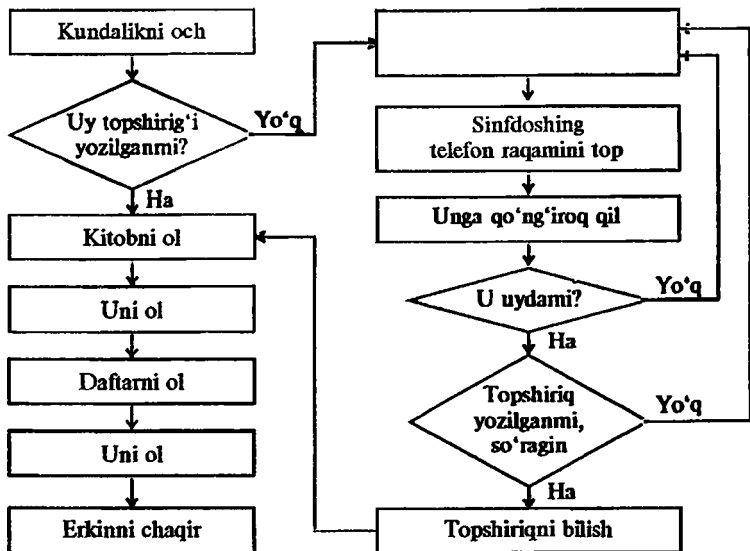 Kundalikni och
Uy topshirig‘i
yozilganmi?
Yo‘q
Ha
Kitobni ol
Uni ol
Daftarni ol
Uni ol
Erkinni chaqir
Sinfdoshing
telefon raqamini top
Unga qo‘ng‘iroq qil
U uydami?
Yo‘q
Ha
Topshiriq
yozilganmi,
so‘ragin
Yo‘q
Ha
Topshiriqni bilish